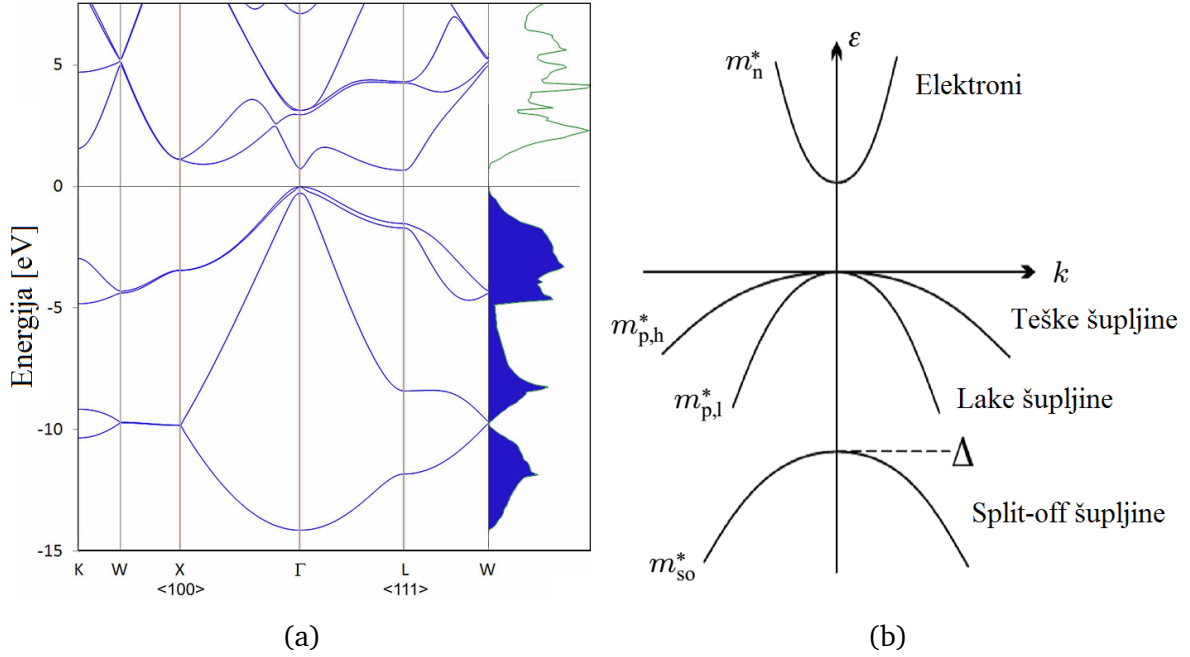 Energija [eV]
5
0
-5
-10
-15
K W X Γ L W
<100> <111>
(a)
ε
m*n
Elektroni
k
m*p,h
Teške šupljine
m*p,l
Lake šupljine
Δ
Split-off šupljine
m*so
(b)